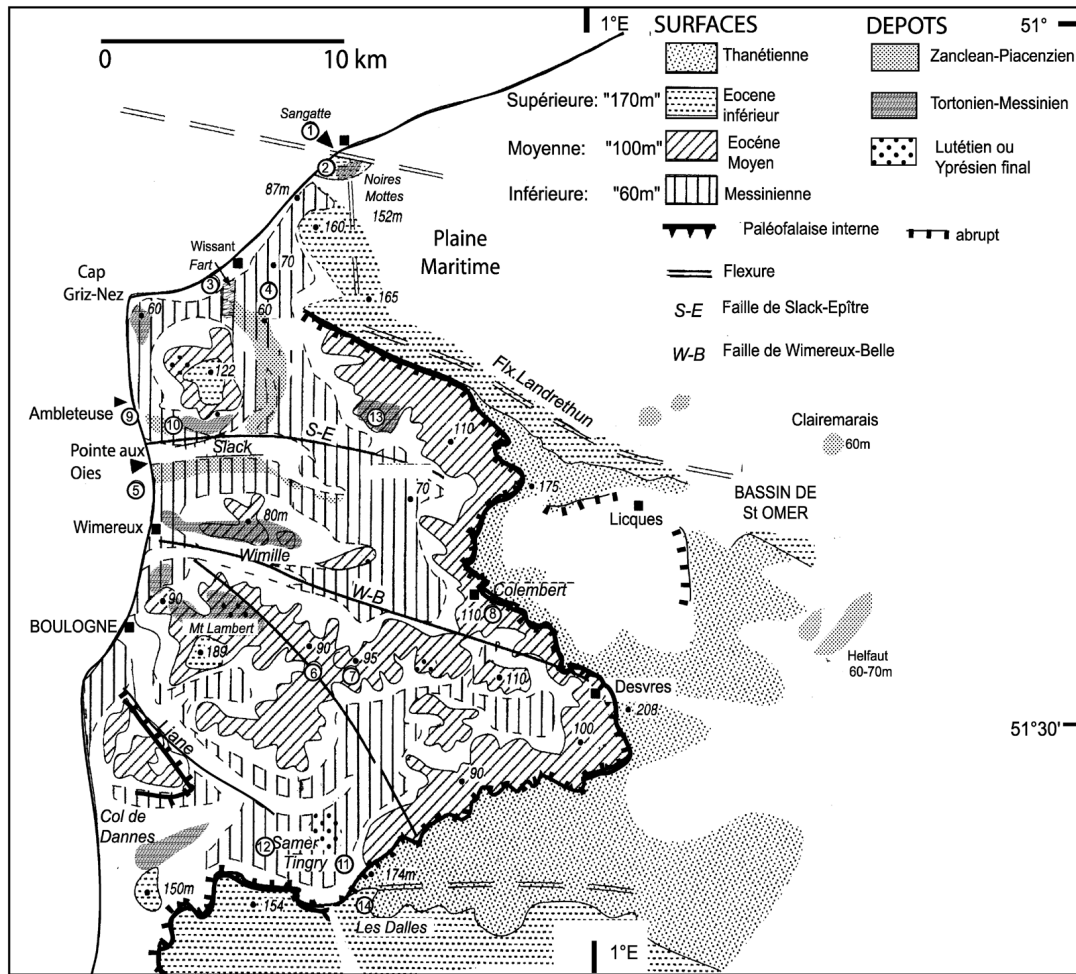 1°E
51°
SURFACES
DEPOTS
0
10 km
Thanétienne
Zanclean-Piacenzien
Supérieure: "170m"
Eocene
inférieur
Tortonien-Messinien
Moyenne: "100m"
Eocéne
Moyen
Lutétien ou
Yprésien final
Inférieure: "60m"
Messinienne
Paléofalaise interne
abrupt
Flexure
S-E
Faille de Slack-Epître
W-B
Faille de Wimereux-Belle
Sangatte
1
2
Noires
Mottes
152m
87m
160
Plaine
Maritime
Wissant
Fart
70
Cap
Griz-Nez
3
4
165
60
60
122
Flx.Landrethun
Ambleteuse
9
10
13
110
Clairemarais
60m
S-E
Slack
Pointe aux
Oies
5
70
175
BASSIN DE
St OMER
Licques
80m
Wimereux
Wimille
W-B
Colembert
90
110
8
BOULOGNE
Mt Lambert
189
90
95
6
7
110
Helfaut
60-70m
Desvres
208
51°30'
100
Liane
90
Col de
Dannes
12
Samer
Tingry
11
174m
150m
154
14
Les Dalles
1°E